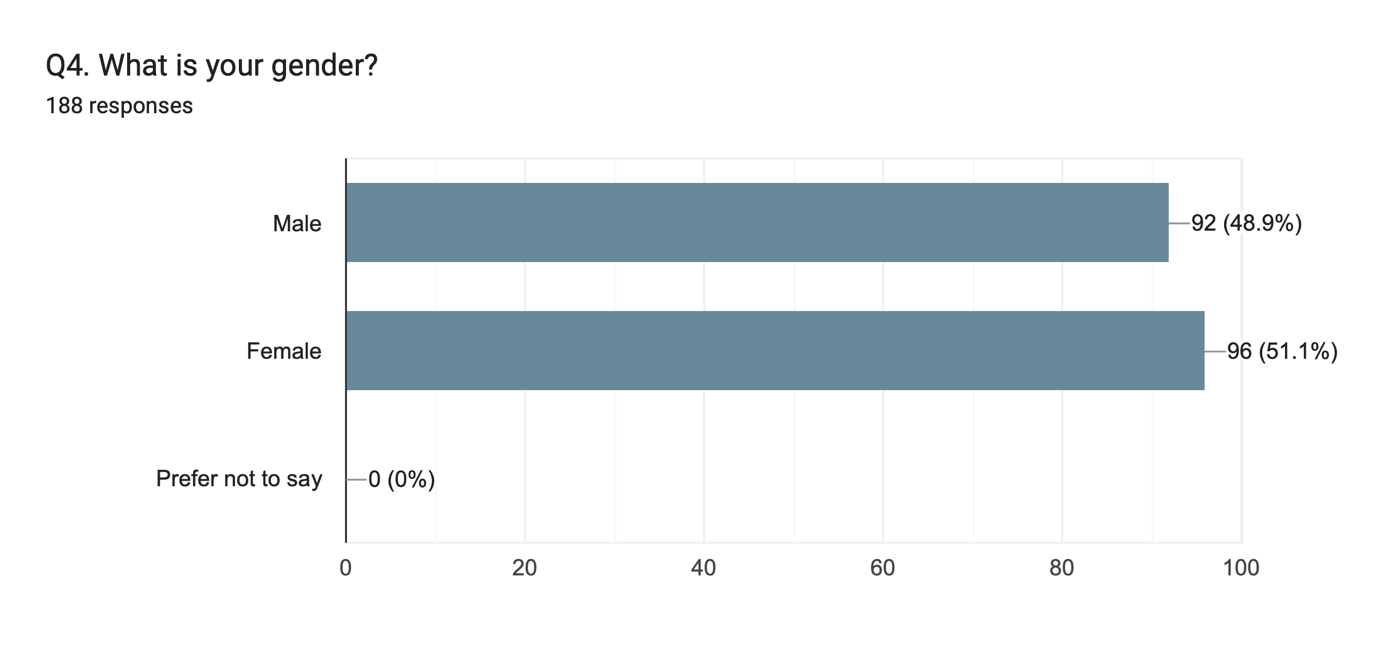 Q4. What is your gender?
188 responses
Male
92 (48.9%)
Female
96 (51.1%)
Prefer not to say
0 (0%)
0 20 40 60 80 100